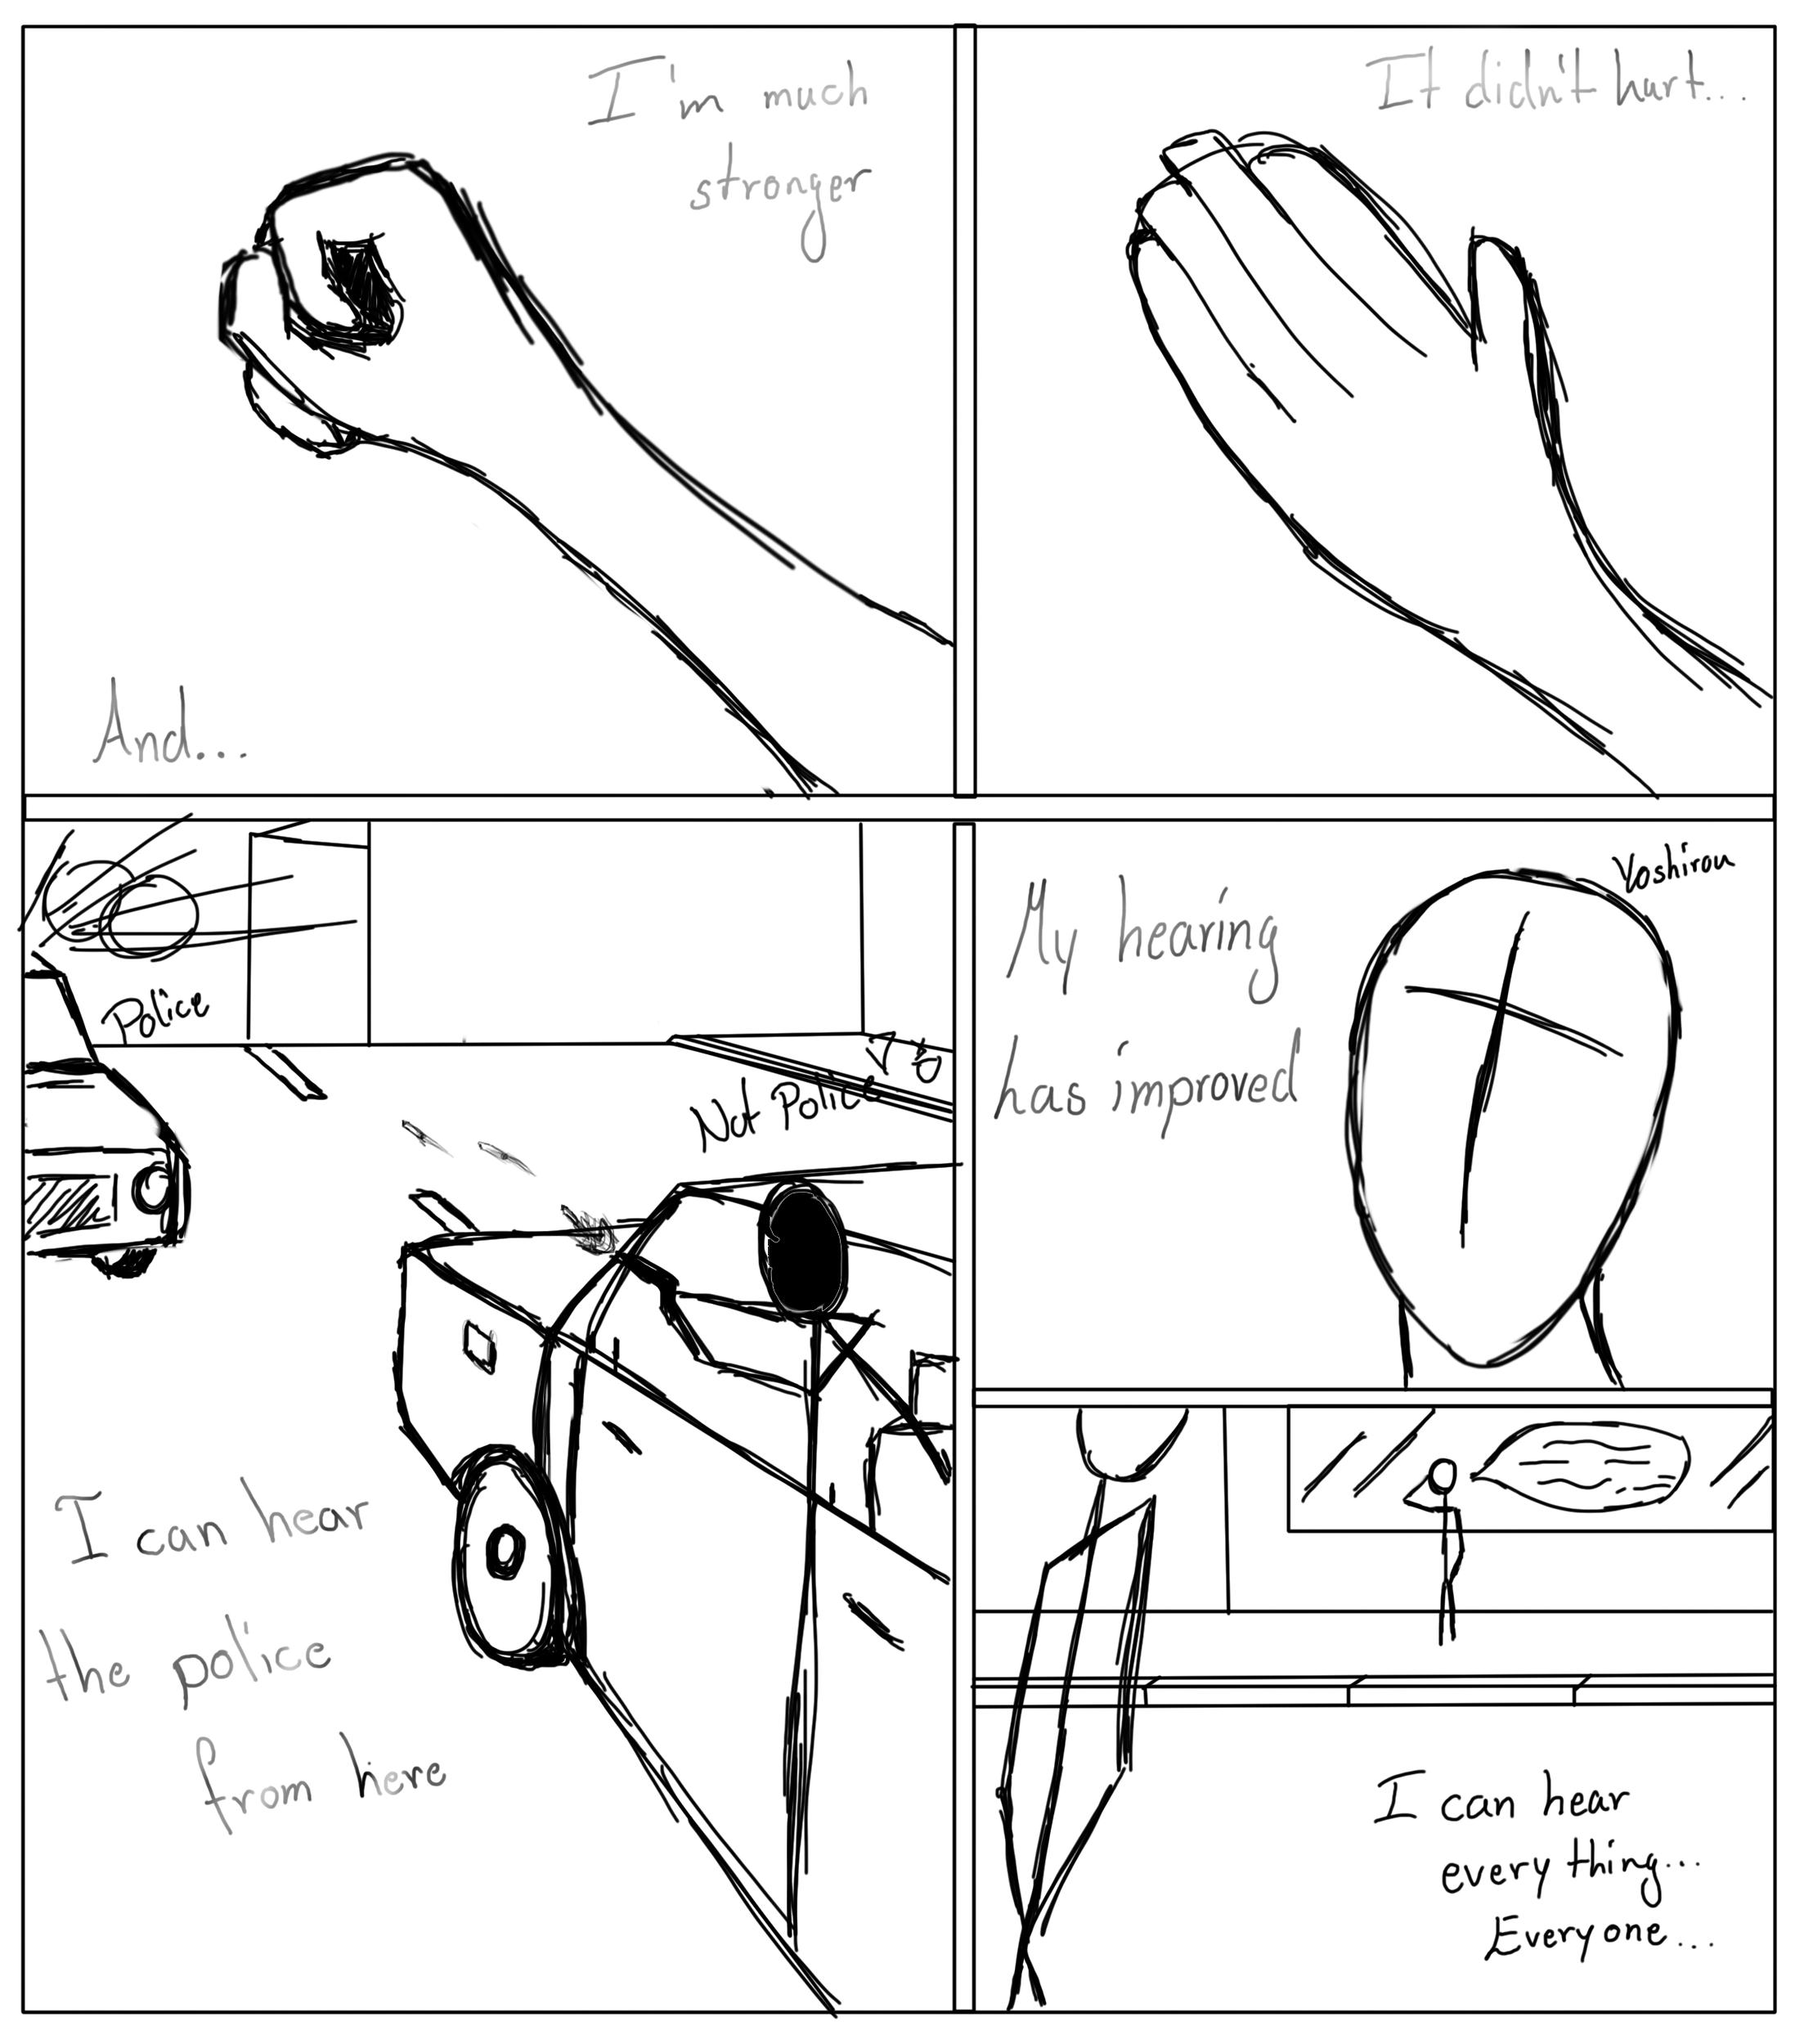 It didn't hurt...
I'm much
stronger
And...
Yoshirou
My hearing
has improved
I can hear
every thing...
Everyone...
Police
Not Police
I can hear
the police
from here